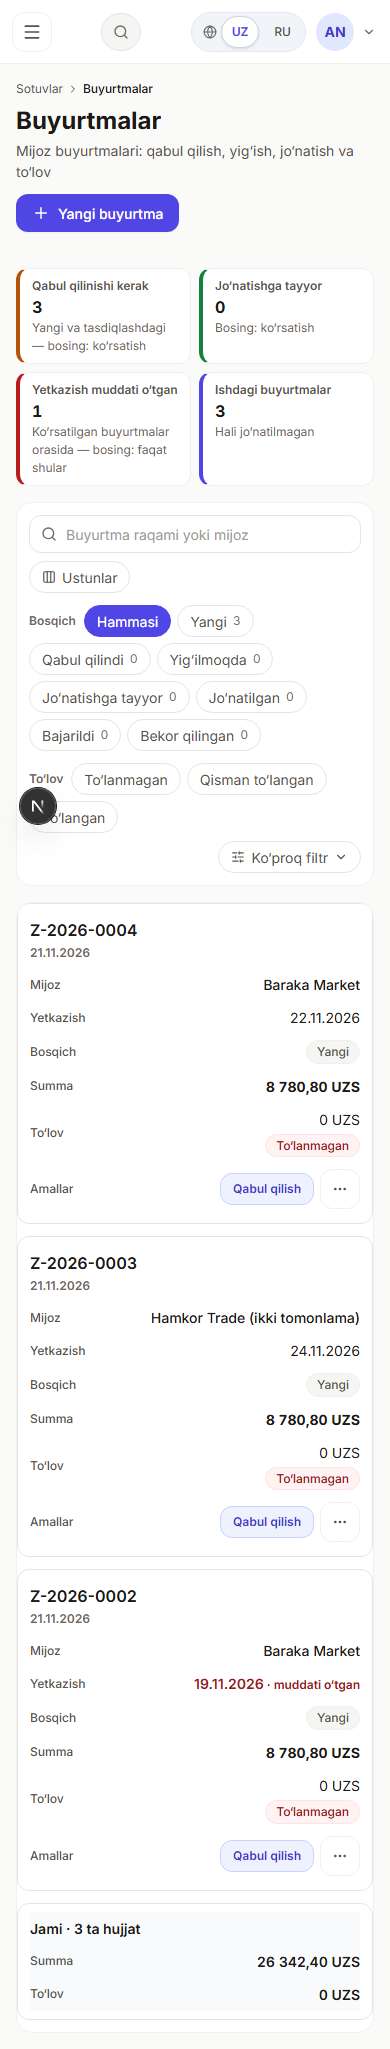 UZ RU AN
Sotuvlar > Buyurtmalar
Buyurtmalar
Mijoz buyurtmalari: qabul qilish, yig‘ish, jo‘natish va
to‘lov
+ Yangi buyurtma
Qabul qilinishi kerak
3
Yangi va tasdiqlashdagi
— bosing: ko‘rsatish
Jo‘natishga tayyor
0
Bosing: ko‘rsatish
Yetkazish muddati o‘tgan
1
Ko‘rsatilgan buyurtmalar
orasida — bosing: faqat
shular
Ishdagi buyurtmalar
3
Hali jo‘natilmagan
Buyurtma raqami yoki mijoz
Ustunlar
Bosqich Hammasi Yangi 3
Qabul qilindi 0 Yig‘ilmoqda 0
Jo‘natishga tayyor 0 Jo‘natilgan 0
Bajarildi 0 Bekor qilingan 0
To‘lov To‘lanmagan Qisman to‘langan
N o‘langan
Ko‘proq filtr
Z-2026-0004
21.11.2026
Mijoz Baraka Market
Yetkazish 22.11.2026
Bosqich Yangi
Summa 8 780,80 UZS
To‘lov 0 UZS
To‘lanmagan
Amallar Qabul qilish ...
Z-2026-0003
21.11.2026
Mijoz Hamkor Trade (ikki tomonlama)
Yetkazish 24.11.2026
Bosqich Yangi
Summa 8 780,80 UZS
To‘lov 0 UZS
To‘lanmagan
Amallar Qabul qilish ...
Z-2026-0002
21.11.2026
Mijoz Baraka Market
Yetkazish 19.11.2026 · muddati o‘tgan
Bosqich Yangi
Summa 8 780,80 UZS
To‘lov 0 UZS
To‘lanmagan
Amallar Qabul qilish ...
Jami · 3 ta hujjat
Summa 26 342,40 UZS
To‘lov 0 UZS